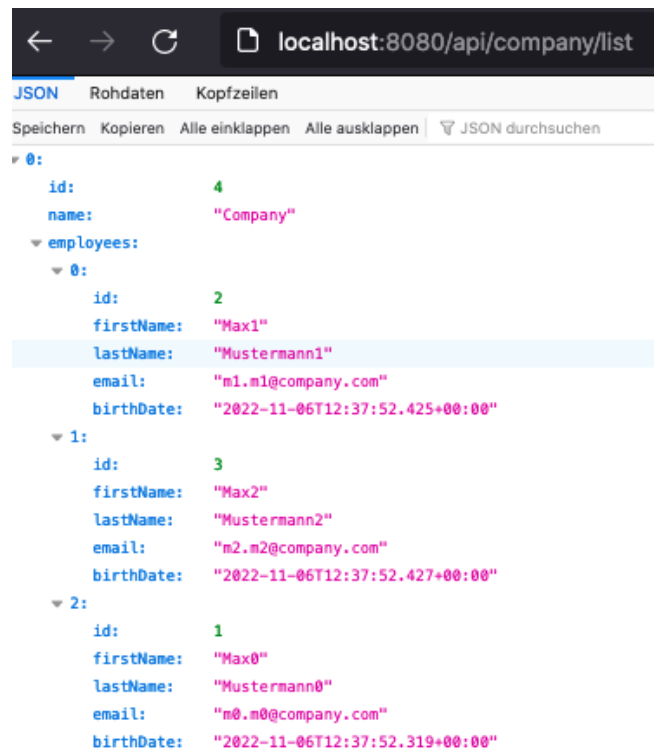 localhost:8080/api/company/list
JSON Rohdaten Kopfzeilen
Speichern Kopieren Alle einklappen Alle ausklappen JSON durchsuchen
0:
id: 4
name: "Company"
employees:
0:
id: 2
firstName: "Max1"
lastName: "Mustermann1"
email: "m1.m1@company.com"
birthDate: "2022-11-06T12:37:52.425+00:00"
1:
id: 3
firstName: "Max2"
lastName: "Mustermann2"
email: "m2.m2@company.com"
birthDate: "2022-11-06T12:37:52.427+00:00"
2:
id: 1
firstName: "Max0"
lastName: "Mustermann0"
email: "m0.m0@company.com"
birthDate: "2022-11-06T12:37:52.319+00:00"